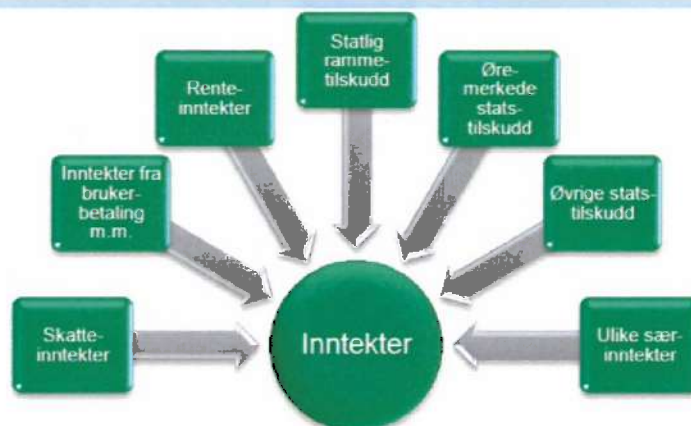 Statlig
ramme-
tilskudd
Øre-
merkede
stats-
tilskudd
Rente-
inntekter
Inntekter fra
bruker-
betaling
m.m.
Øvrige stats-
tilskudd
Skatte-
inntekter
Inntekter
Ulike sær-
inntekter